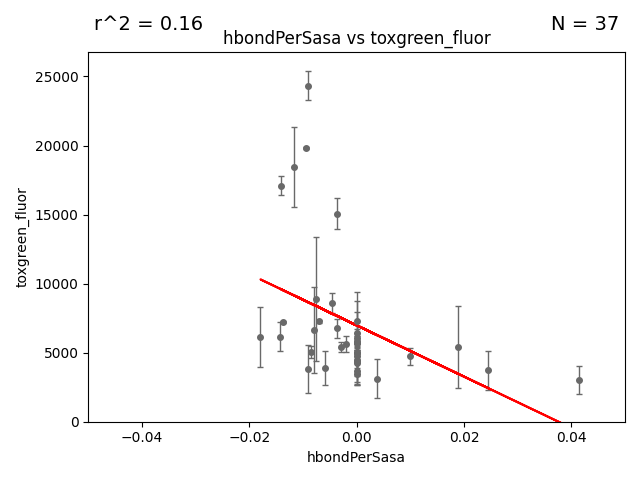 r^2 = 0.16
N = 37
hbondPerSasa vs toxgreen_fluor
25000
20000
15000
10000
5000
0
toxgreen_fluor
−0.04
−0.02
0.00
0.02
0.04
hbondPerSasa